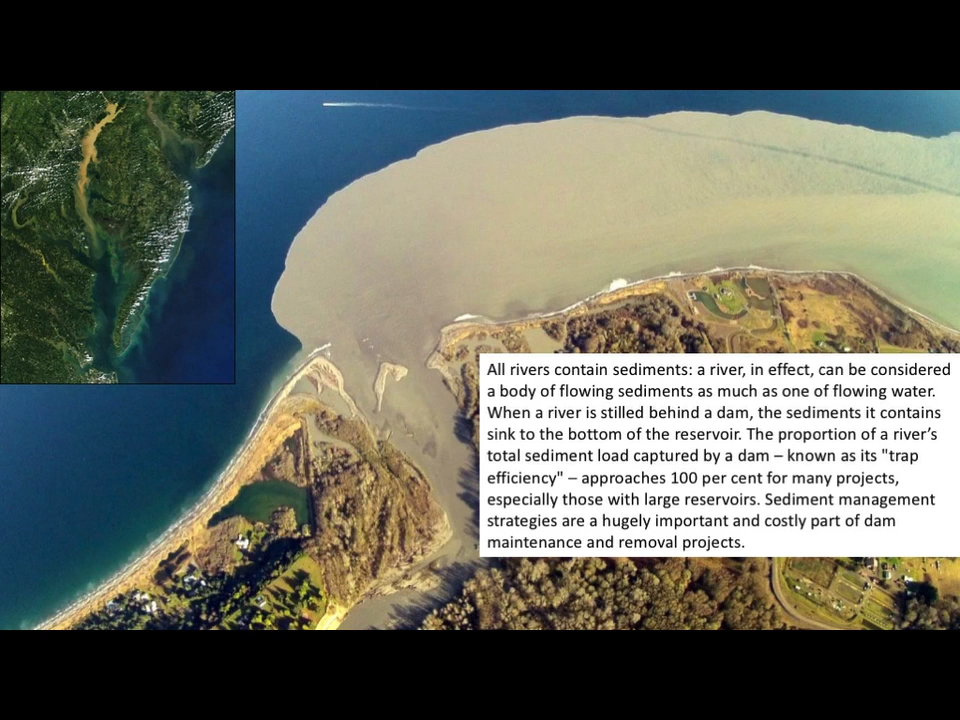 All rivers contain sediments: a river, in effect, can be considered
a body of flowing sediments as much as one of flowing water.
When a river is stilled behind a dam, the sediments it contains
sink to the bottom of the reservoir. The proportion of a river’s
total sediment load captured by a dam – known as its "trap
efficiency" – approaches 100 per cent for many projects,
especially those with large reservoirs. Sediment management
strategies are a hugely important and costly part of dam
maintenance and removal projects.